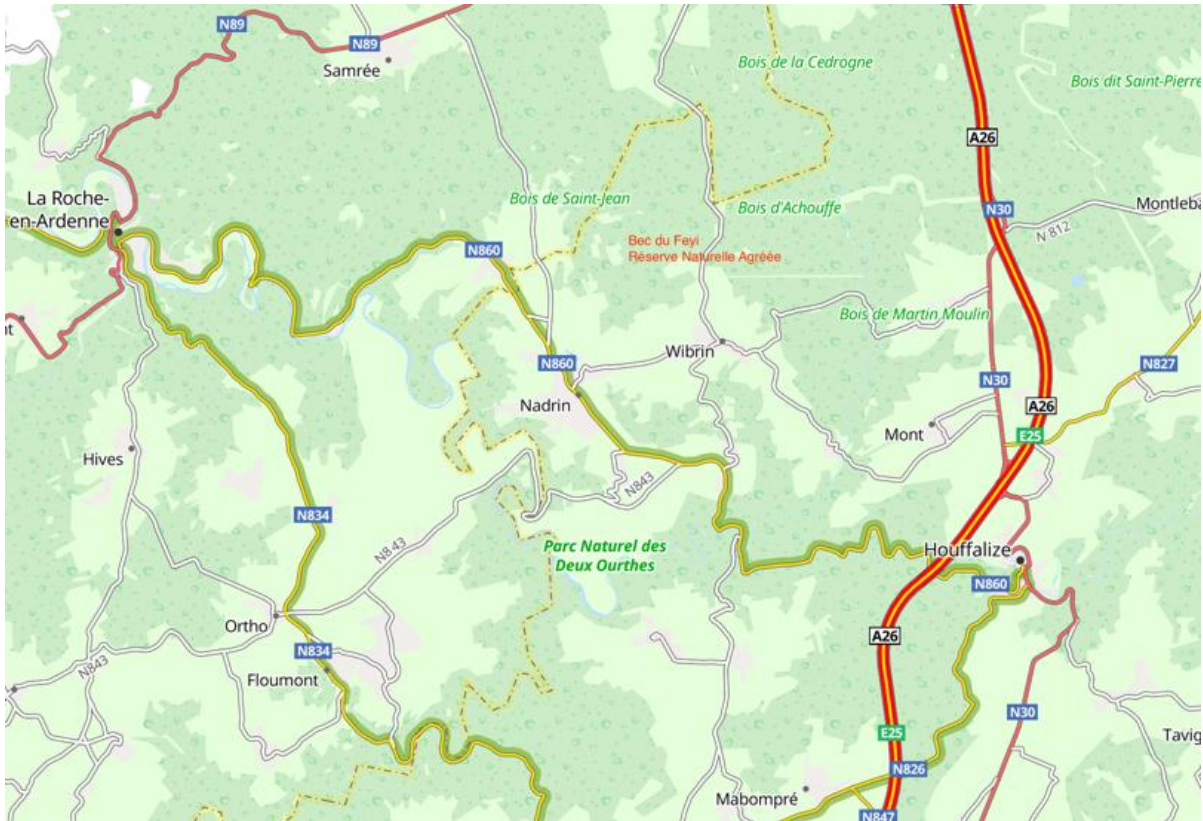 N89
N89
Samrée
Bois de la Cedrogne
Bois dit Saint-Pierre
A26
La Roche-
en-Ardenne
Bois de Saint-Jean
Bois d'Achouffe
N30
N 812
Montleba
N860
Bec du Feyi
Réserve Naturelle Agréée
nt
Bois de Martin Moulin
Wibrin
N860
N827
N30
Nadrin
A26
Mont
E25
Hives
N843
N834
N843
Parc Naturel des
Deux Ourthes
Houffalize
N860
Ortho
A26
N834
N843
Floumont
N30
E25
Tavig
N826
Mabompré
N847